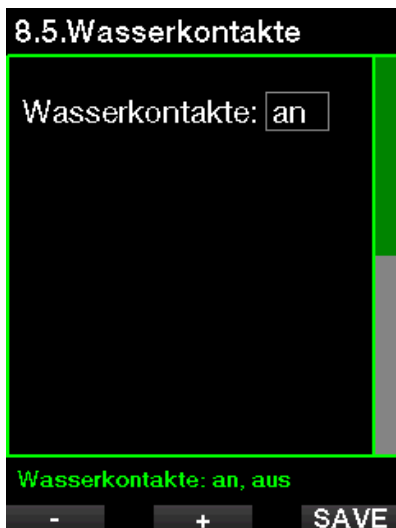 8.5.Wasserkontakte
Wasserkontakte: an
Wasserkontakte: an, aus
- + SAVE